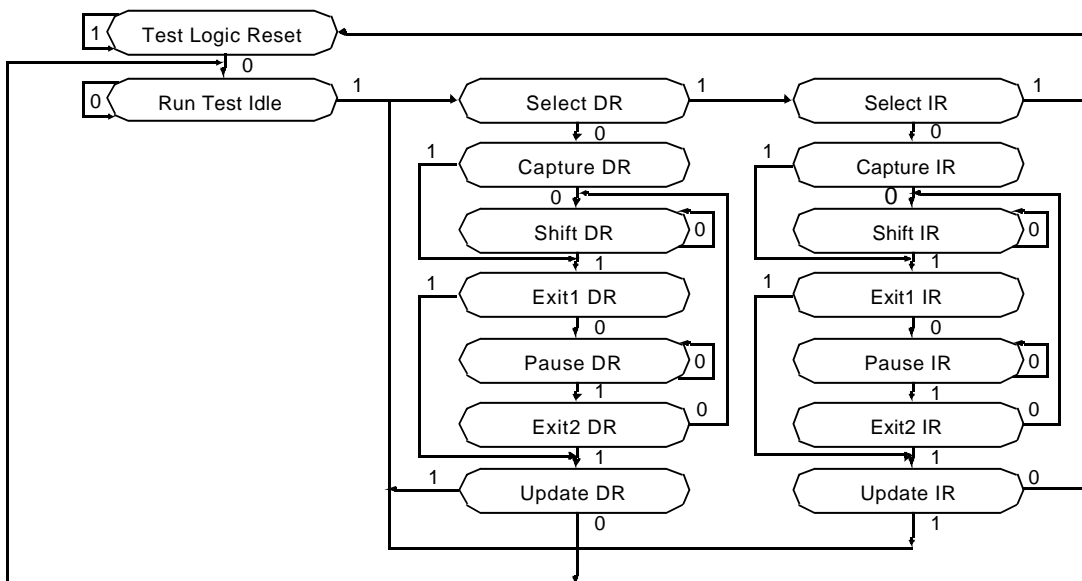 1 Test Logic Reset
0
0 Run Test Idle 1
Select DR 1
Select IR 1
0
0
1 Capture DR
1 Capture IR
0
0
Shift DR 0
Shift IR 0
1
1
1 Exit1 DR
1 Exit1 IR
0
0
Pause DR 0
Pause IR 0
1
1
Exit2 DR 0
Exit2 IR 0
1
1
1 Update DR
Update IR 0
0
1